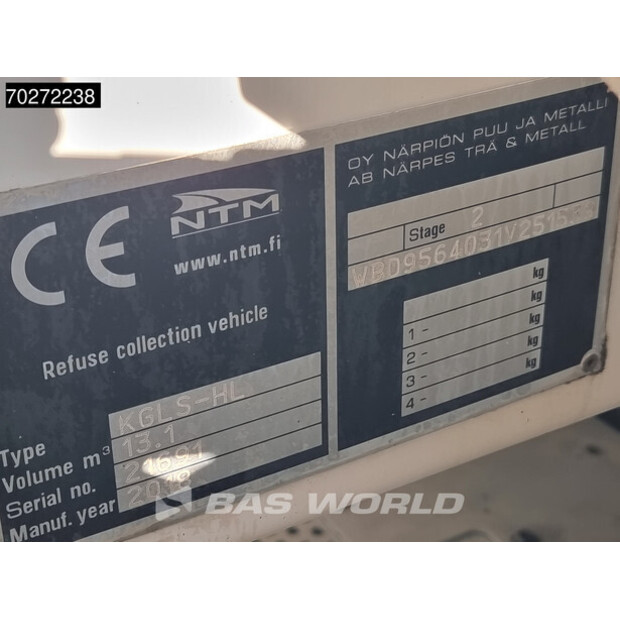 70272238
CE NTM
www.ntm.fi
Refuse collection vehicle
Type KGLS-HL
Volume m³ 13.1
Serial no.
Manuf. year
OY NÄRPIÖN PUU JA METALLI
AB NÄRPES TRÄ & METALL
Stage 2
kg
1 - kg
2 - kg
3 - kg
4 - kg
BAS WORLD